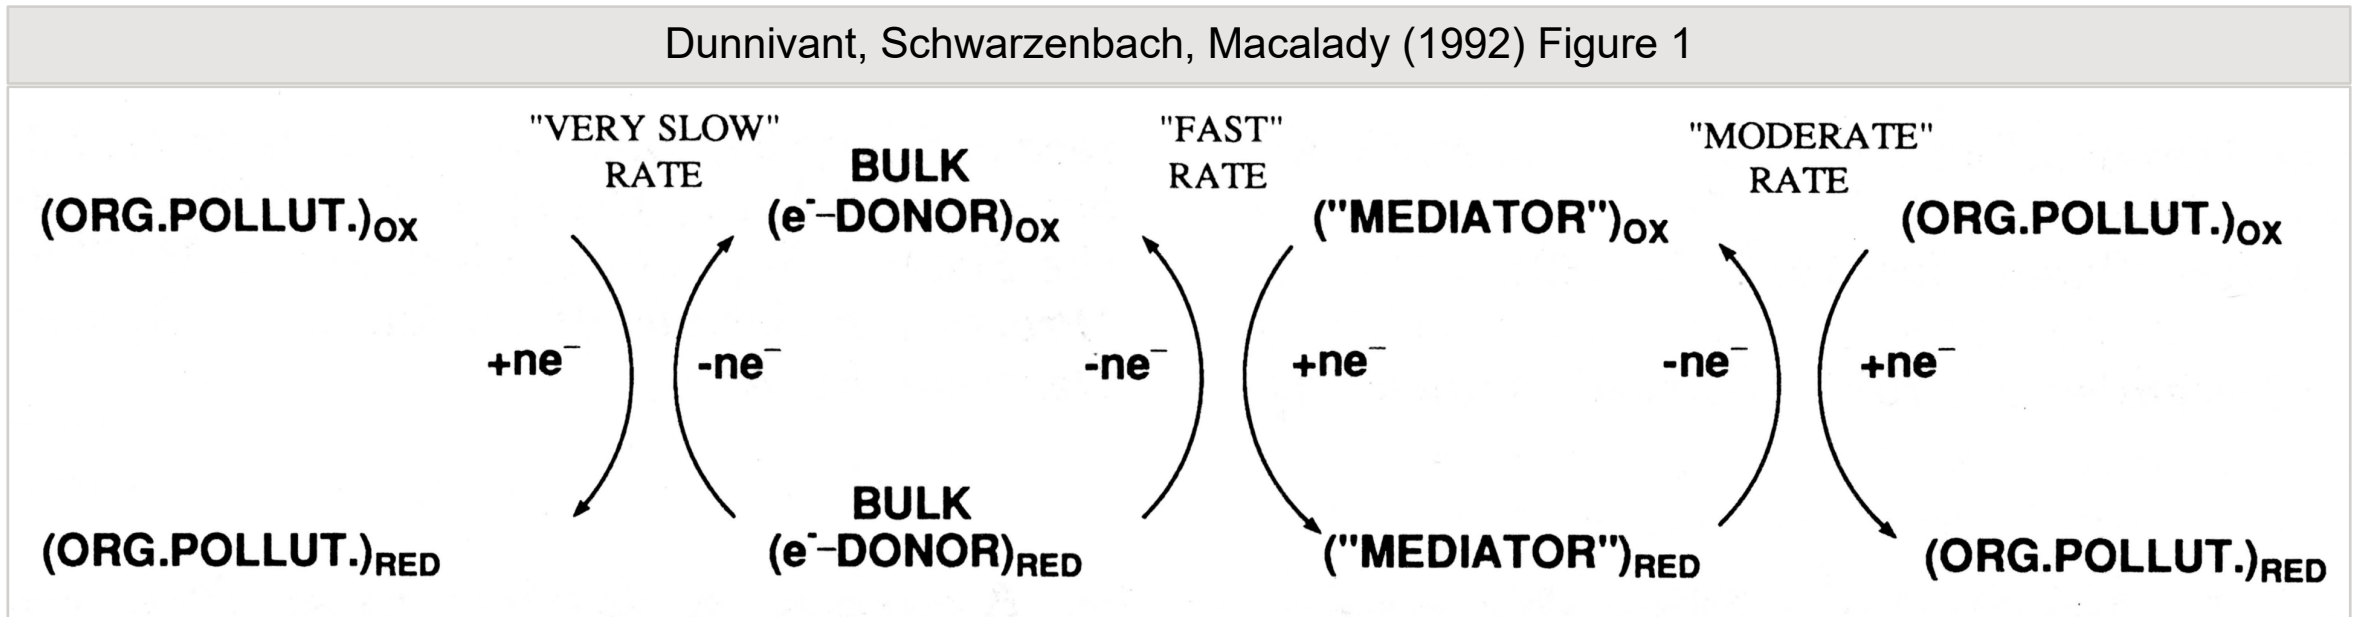 Dunnivant, Schwarzenbach, Macalady (1992) Figure 1
"VERY SLOW"
RATE
BULK
"FAST"
RATE
"MODERATE"
RATE
(ORG.POLLUT.)OX
(e⁻–DONOR)OX
("MEDIATOR")OX
(ORG.POLLUT.)OX
+ne⁻
-ne⁻
-ne⁻
+ne⁻
-ne⁻
+ne⁻
BULK
(ORG.POLLUT.)RED
(e⁻–DONOR)RED
("MEDIATOR")RED
(ORG.POLLUT.)RED